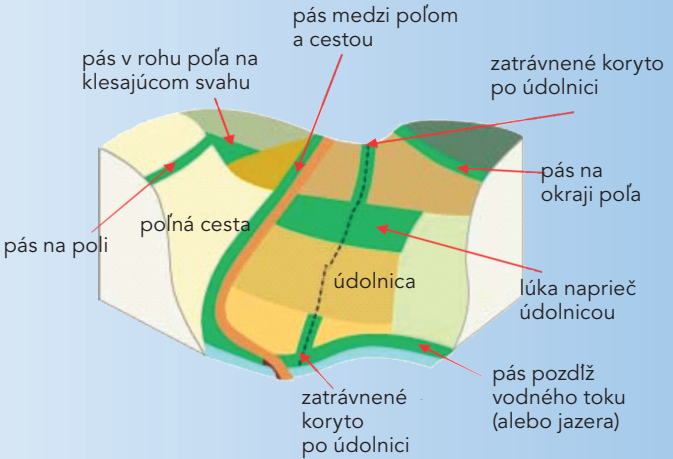 pás medzi poľom
a cestou
pás v rohu poľa na
klesajúcom svahu
zatrávnené koryto
po údolnici
pás na
okraji poľa
poľná cesta
pás na poli
údolnica
lúka naprieč
údolnicou
zatrávnené
koryto
po údolnici
pás pozdĺž
vodného toku
(alebo jazera)